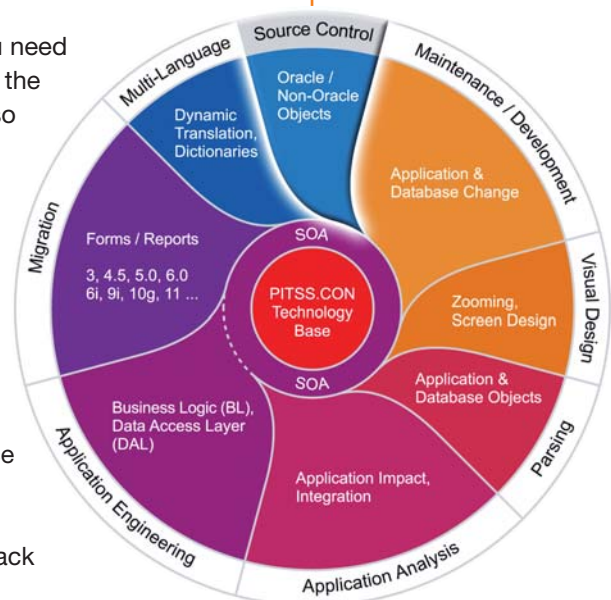 u need
the
so
e
ack
Source Control
Oracle /
Non-Oracle
Objects
Maintenance / Development
Application &
Database Change
Visual Design
Zooming,
Screen Design
Parsing
Application &
Database Objects
Application Analysis
Application Impact,
Integration
Application Engineering
Business Logic (BL),
Data Access Layer
(DAL)
Migration
Forms / Reports
3, 4.5, 5.0, 6.0
6i, 9i, 10g, 11 ...
Multi-Language
Dynamic
Translation,
Dictionaries
SOA
PITSS.CON
Technology
Base
SOA